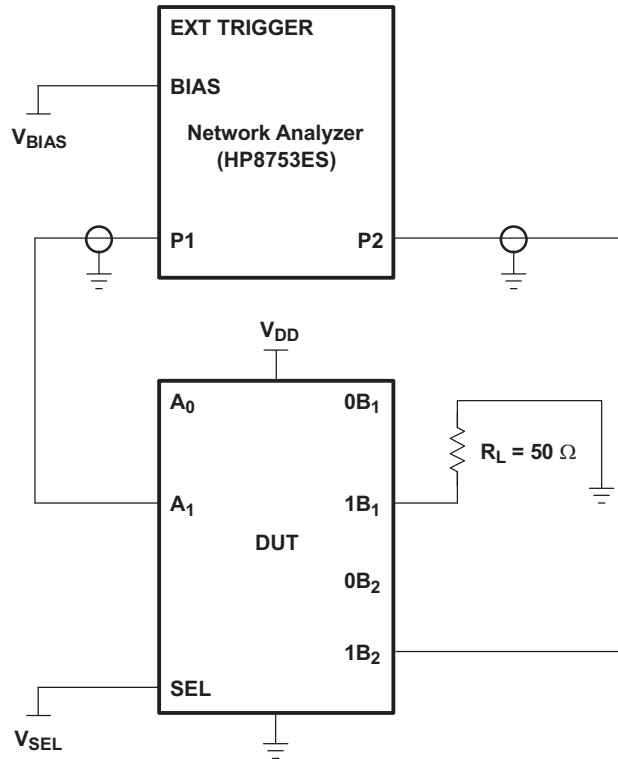 EXT TRIGGER
BIAS
V_BIAS
Network Analyzer
(HP8753ES)
P1
P2
V_DD
A_0
0B_1
R_L = 50 Ω
A_1
1B_1
DUT
0B_2
1B_2
SEL
V_SEL